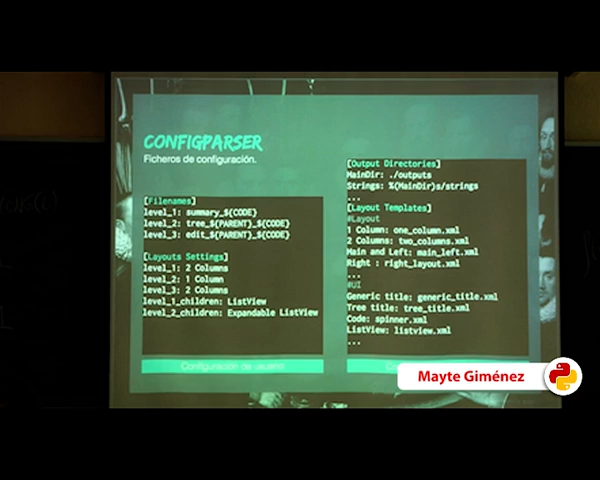 CONFIGPARSER
Ficheros de configuración.
[Filenames]
level_1: summary_${CODE}
level_2: tree_${PARENT}_${CODE}
level_3: edit_${PARENT}_${CODE}
[Layouts Settings]
level_1: 2 Columns
level_2: 1 Column
level_3: 2 Columns
level_1_children: ListView
level_2_children: Expandable ListView
Configuración de usuario
[Output Directories]
MainDir: ./outputs
Strings: %(MainDir)s/strings
...
[Layout Templates]
#Layout
1 Column: one_column.xml
2 Columns: two_columns.xml
Main and Left: main_left.xml
Right : right_layout.xml
...
#UI
Generic title: generic_title.xml
Tree title: tree_title.xml
Code: spinner.xml
ListView: listview.xml
...
Mayte Giménez